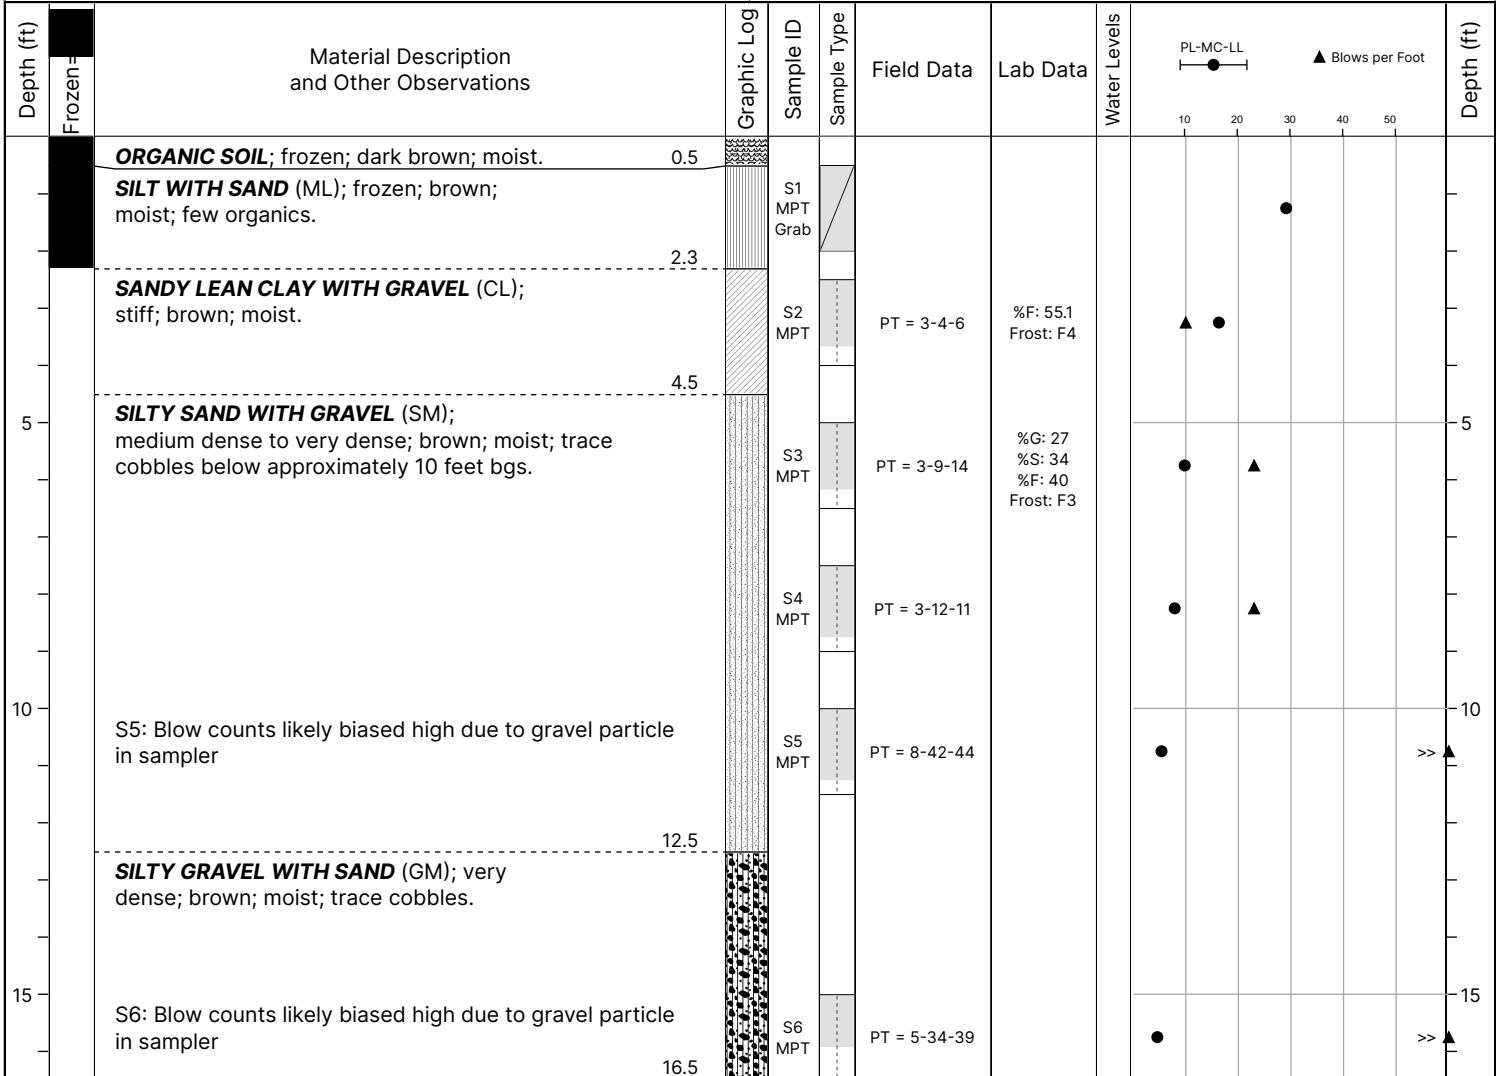 Depth (ft)
Frozen=
Material Description
and Other Observations
Graphic Log
Sample ID
Sample Type
Field Data
Lab Data
Water Levels
PL-MC-LL
Blows per Foot
10 20 30 40 50
Depth (ft)
ORGANIC SOIL; frozen; dark brown; moist. 0.5
SILT WITH SAND (ML); frozen; brown;
moist; few organics.
2.3
S1
MPT
Grab
SANDY LEAN CLAY WITH GRAVEL (CL);
stiff; brown; moist.
4.5
S2
MPT
PT = 3-4-6
%F: 55.1
Frost: F4
SILTY SAND WITH GRAVEL (SM);
medium dense to very dense; brown; moist; trace
cobbles below approximately 10 feet bgs.
5
S3
MPT
PT = 3-9-14
%G: 27
%S: 34
%F: 40
Frost: F3
5
S4
MPT
PT = 3-12-11
10
S5: Blow counts likely biased high due to gravel particle
in sampler
S5
MPT
PT = 8-42-44
>>
10
12.5
SILTY GRAVEL WITH SAND (GM); very
dense; brown; moist; trace cobbles.
15
S6: Blow counts likely biased high due to gravel particle
in sampler
16.5
S6
MPT
PT = 5-34-39
>>
15